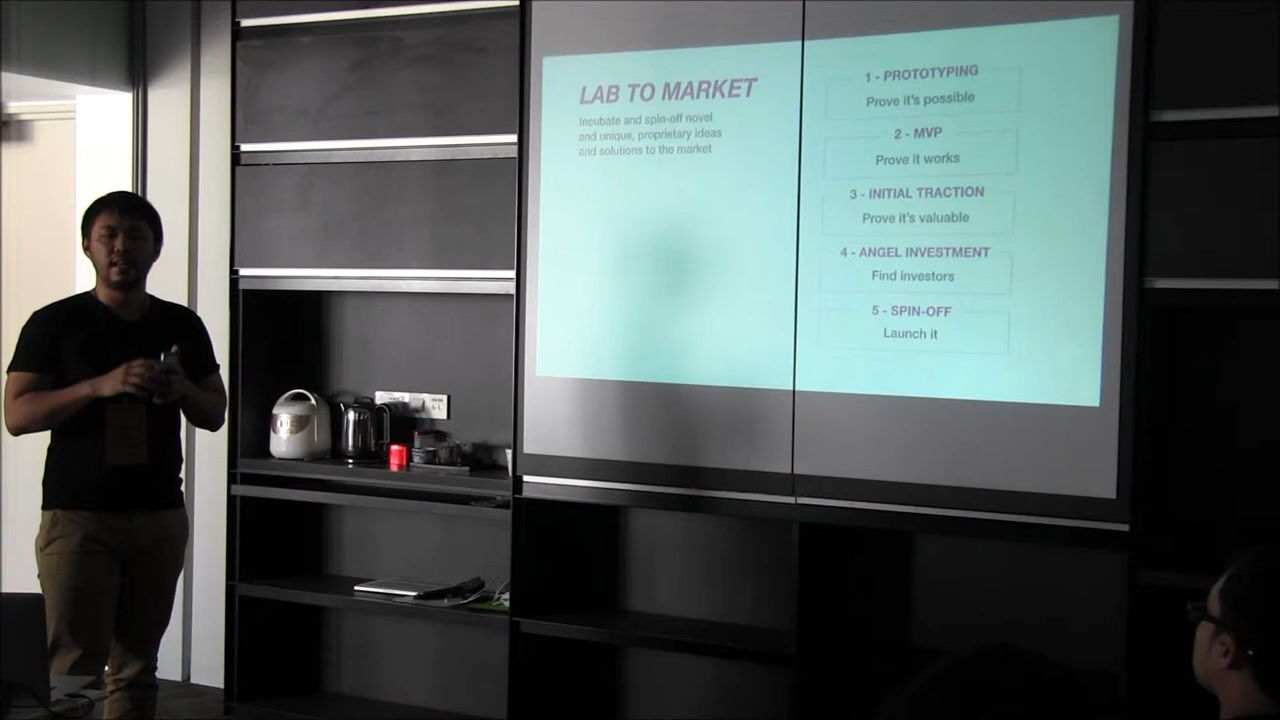 LAB TO MARKET
Incubate and spin-off novel
and unique, proprietary ideas
and solutions to the market
1 - PROTOTYPING
Prove it's possible
2 - MVP
Prove it works
3 - INITIAL TRACTION
Prove it's valuable
4 - ANGEL INVESTMENT
Find investors
5 - SPIN-OFF
Launch it